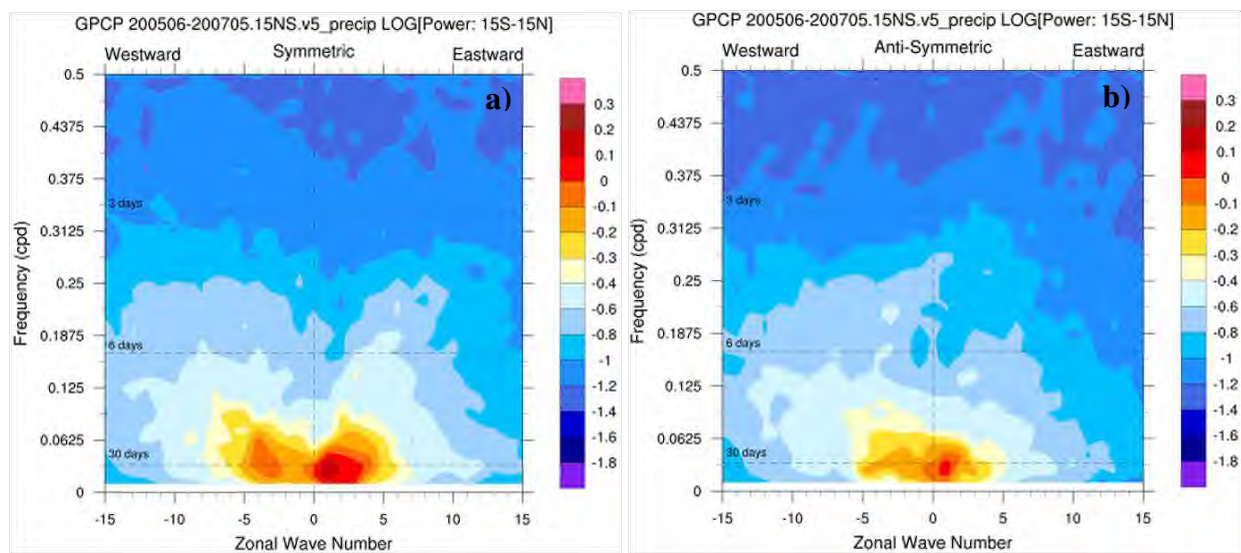 GPCP 200506-200705.15NS.v5_precip LOG[Power: 15S-15N]
Westward Symmetric Eastward
a)
0.5
0.4375
0.375
3 days
0.3125
0.25
0.1875
6 days
0.125
0.0625
30 days
0
Frequency (cpd)
-15 -10 -5 0 5 10 15
Zonal Wave Number
0.3
0.2
0.1
0
-0.1
-0.2
-0.3
-0.4
-0.6
-0.8
-1
-1.2
-1.4
-1.6
-1.8
GPCP 200506-200705.15NS.v5_precip LOG[Power: 15S-15N]
Westward Anti-Symmetric Eastward
b)
0.5
0.4375
0.375
3 days
0.3125
0.25
0.1875
6 days
0.125
0.0625
30 days
0
Frequency (cpd)
-15 -10 -5 0 5 10 15
Zonal Wave Number
0.3
0.2
0.1
0
-0.1
-0.2
-0.3
-0.4
-0.6
-0.8
-1
-1.2
-1.4
-1.6
-1.8